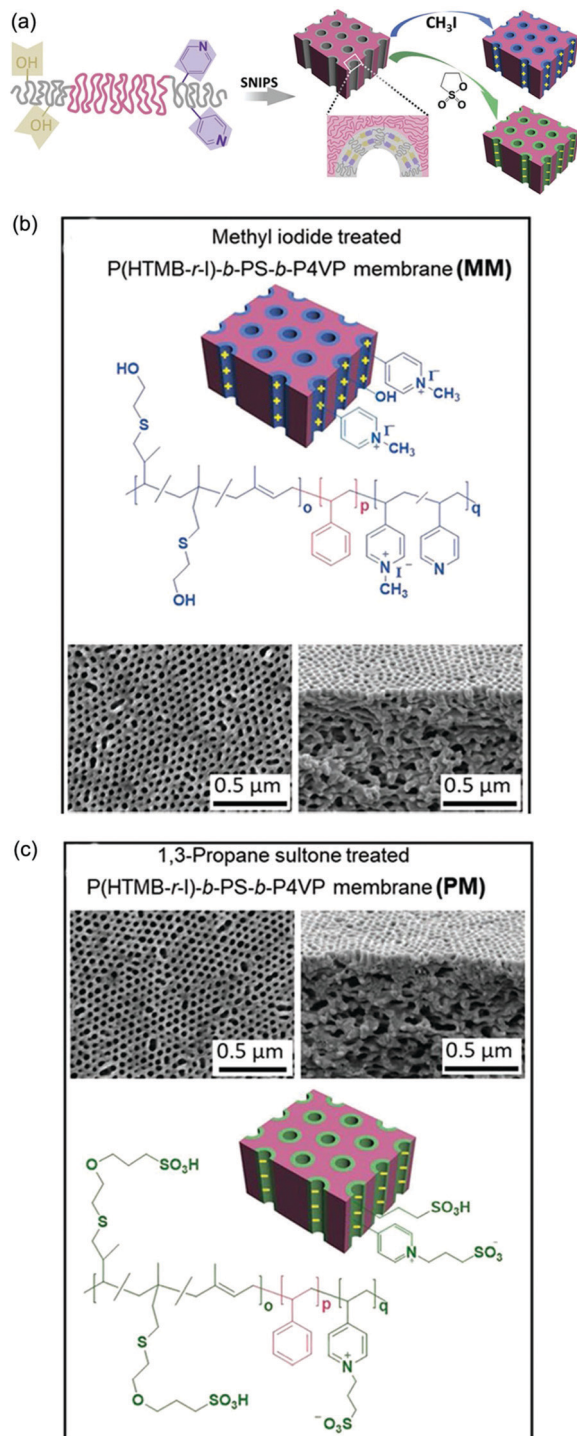 (a)
OH
N
OH
N
SNIPS
CH₃I
O
S
O
O
(b)
Methyl iodide treated
P(HTMB-r-I)-b-PS-b-P4VP membrane (MM)
HO
S
OH
I⁻
N
+
CH₃
I⁻
N
+
CH₃
o
p
q
S
OH
N
+
I⁻
CH₃
N
0.5 µm
0.5 µm
(c)
1,3-Propane sultone treated
P(HTMB-r-I)-b-PS-b-P4VP membrane (PM)
0.5 µm
0.5 µm
O
SO₃H
S
SO₃H
N
+
SO₃⁻
o
p
q
S
O
SO₃H
N
+
⁻O₃S